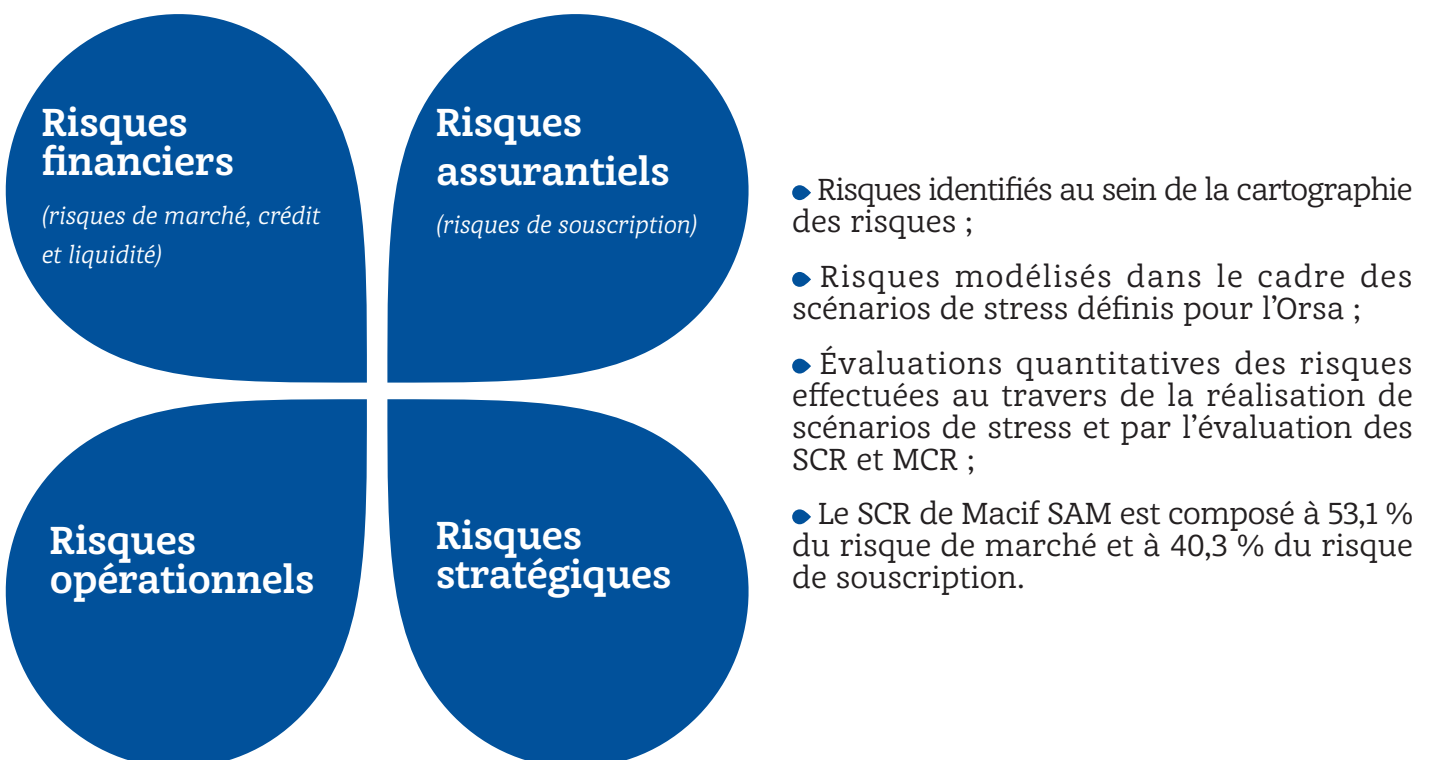 Risques
financiers
(risques de marché, crédit
et liquidité)
Risques
assurantiels
(risques de souscription)
Risques
opérationnels
Risques
stratégiques
Risques identifiés au sein de la cartographie
des risques ;
Risques modélisés dans le cadre des
scénarios de stress définis pour l’Orsa ;
Évaluations quantitatives des risques
effectuées au travers de la réalisation de
scénarios de stress et par l’évaluation des
SCR et MCR ;
Le SCR de Macif SAM est composé à 53,1 %
du risque de marché et à 40,3 % du risque
de souscription.